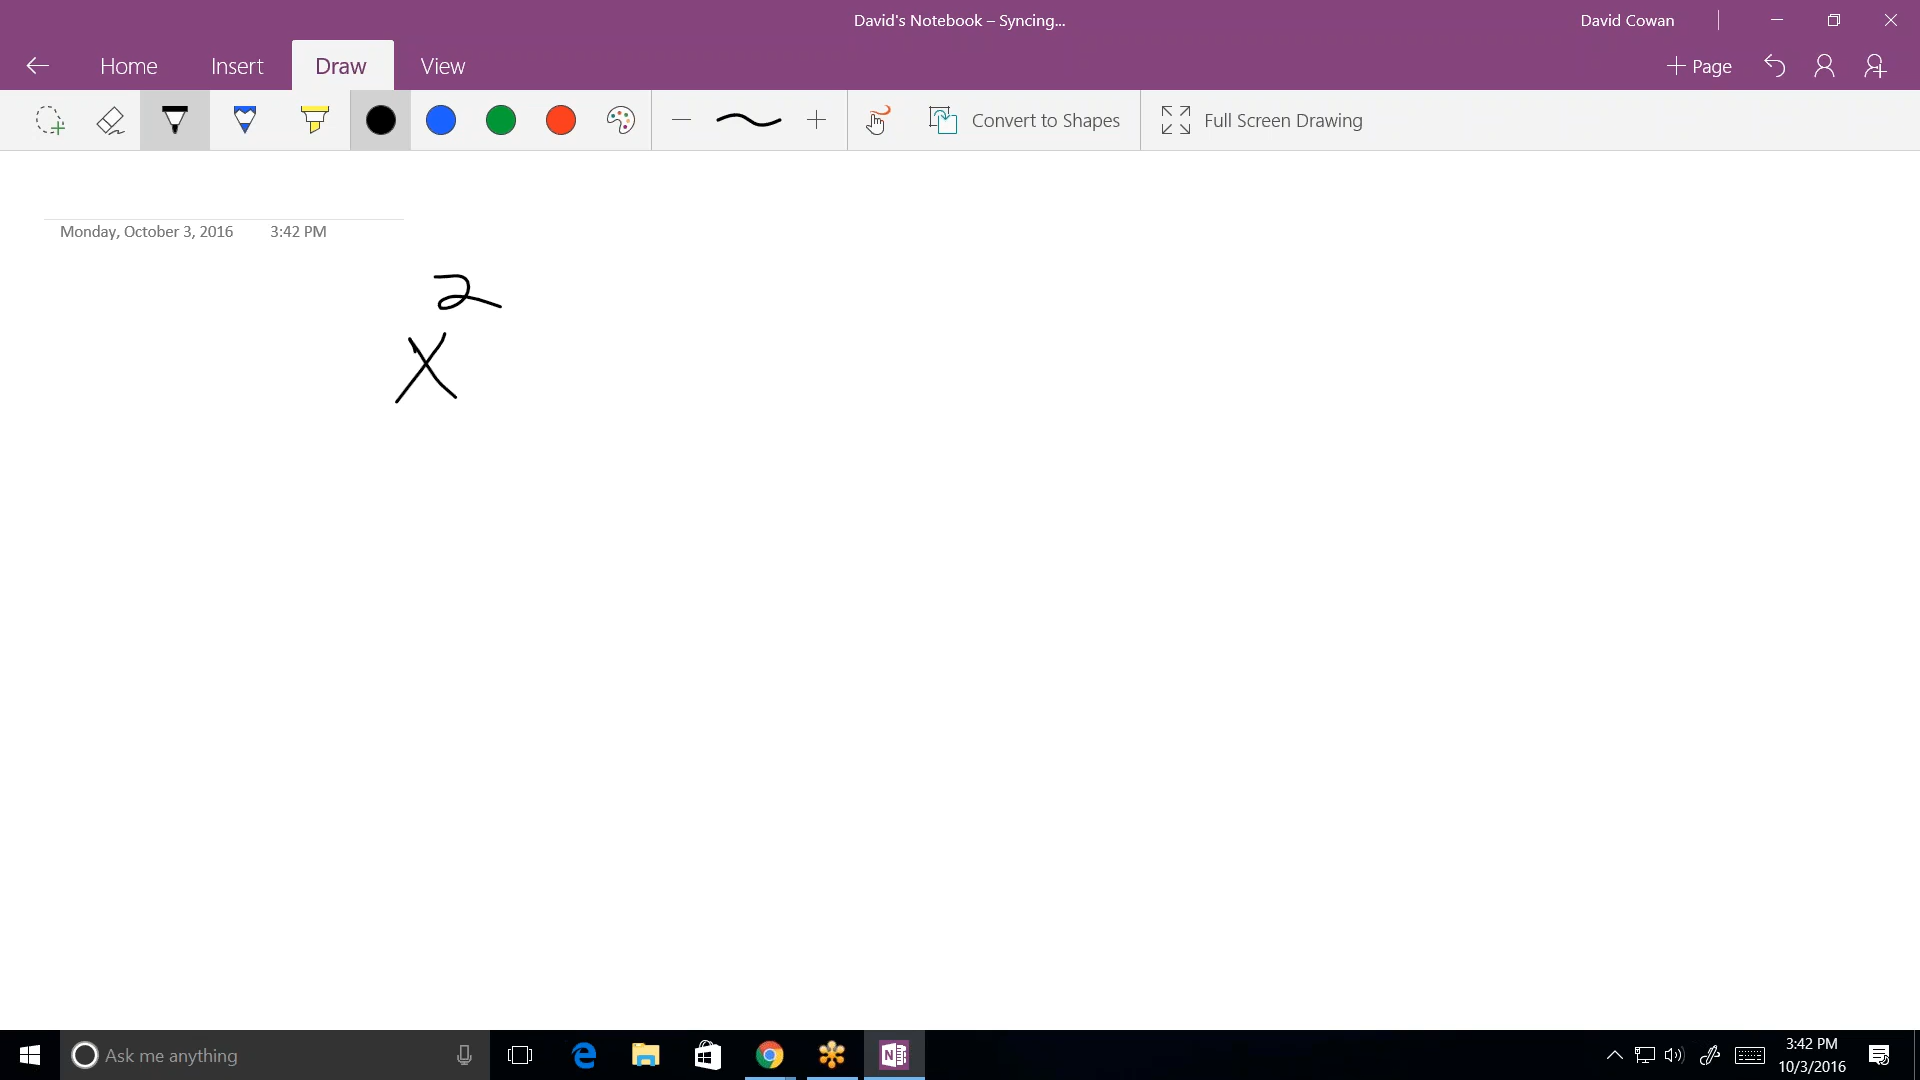 David's Notebook – Syncing...
David Cowan
Home Insert Draw View
Page
Convert to Shapes
Full Screen Drawing
Monday, October 3, 2016 3:42 PM
2
X
Ask me anything
3:42 PM
10/3/2016